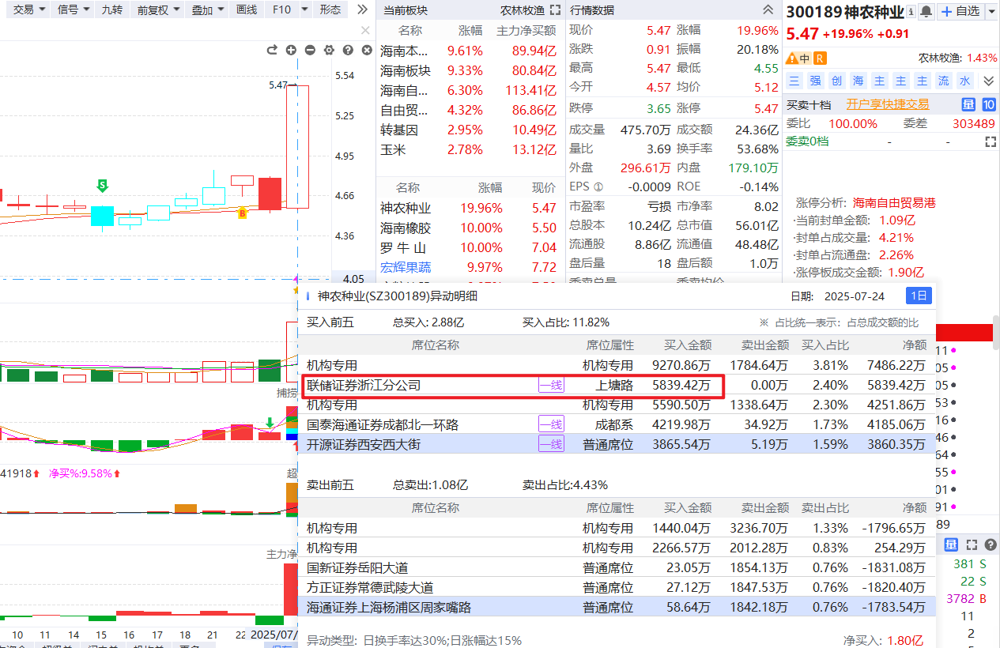 交易 信号 九转 前复权 叠加 画线 F10 形态
5.47
5.54
5.25
4.95
4.66
4.36
4.05
S
B
捕捞
41918 净买%:9.58% 超
主力净
10 11 14 15 16 17 18 21 22 2025/07/
当前板块 农林牧渔
名称 涨幅 主力净买额
海南本... 9.61% 89.94亿
海南板块 9.33% 80.84亿
海南自... 6.30% 113.41亿
自由贸... 4.32% 86.86亿
转基因 2.95% 10.49亿
玉米 2.78% 13.12亿
名称 涨幅 现价
神农种业 19.96% 5.47
海南橡胶 10.00% 5.50
罗牛山 10.00% 7.04
宏辉果蔬 9.97% 7.72
行情数据
现价 5.47 涨幅 19.96%
涨跌 0.91 振幅 20.18%
最高 5.47 最低 4.55
今开 4.57 均价 5.12
跌停 3.65 涨停 5.47
成交量 475.70万 成交额 24.36亿
量比 3.69 换手率 53.68%
外盘 296.61万 内盘 179.10万
EPS ① -0.0009 ROE -0.14%
市盈率 亏损 市净率 8.02
总股本 10.24亿 总市值 56.01亿
流通股 8.86亿 流通值 48.48亿
盘后量 18 盘后额 1.0万
委卖总量 委卖均价
300189 神农种业 自选
5.47 +19.96% +0.91
中 R 农林牧渔: 1.43%
三 强 创 海 主 主 主 流 水
买卖十档 开户享快捷交易 量 10
委比 100.00% 委差 303489
委卖0档 - -
涨停分析: 海南自由贸易港
·当前封单金额: 1.09亿
·封单占成交量: 4.21%
·封单占流通盘: 2.26%
·涨停板成交金额: 1.90亿
神农种业(SZ300189)异动明细 日期: 2025-07-24 1日
买入前五 总买入: 2.88亿 买入占比: 11.82% ※ 占比统一表示：占总成交额的比
席位名称 席位属性 买入金额 卖出金额 买入占比 净额
机构专用 机构专用 9270.86万 1784.64万 3.81% 7486.22万
联储证券浙江分公司 一线 上塘路 5839.42万 0.00万 2.40% 5839.42万
机构专用 机构专用 5590.50万 1338.64万 2.30% 4251.86万
国泰海通证券成都北一环路 一线 成都系 4219.98万 34.92万 1.73% 4185.06万
开源证券西安西大街 一线 普通席位 3865.54万 5.19万 1.59% 3860.35万
卖出前五 总卖出:1.08亿 卖出占比:4.43%
席位名称 席位属性 买入金额 卖出金额 卖出占比 净额
机构专用 机构专用 1440.04万 3236.70万 1.33% -1796.65万
机构专用 机构专用 2266.57万 2012.28万 0.83% 254.29万
国新证券岳阳大道 普通席位 23.05万 1854.13万 0.76% -1831.08万
方正证券常德武陵大道 普通席位 27.12万 1847.53万 0.76% -1820.40万
海通证券上海杨浦区周家嘴路 普通席位 58.64万 1842.18万 0.76% -1783.54万
异动类型: 日换手率达30%;日涨幅达15% 净买入: 1.80亿
11
05
05
53
16
46
64
55
01
91
89
量
381 S
22 S
3782 B
11
2